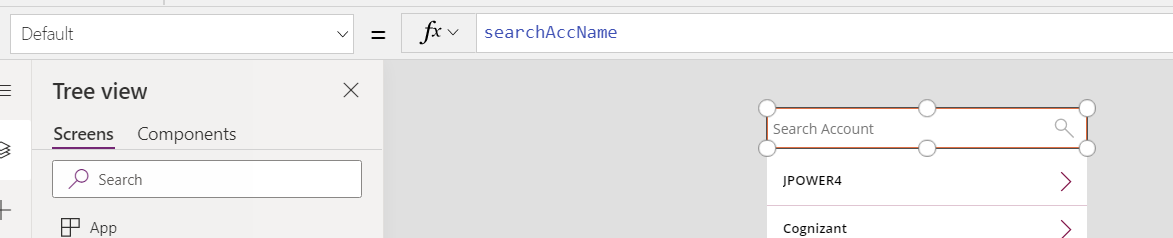 Default = fx searchAccName
Tree view
Screens Components
Search
App
Search Account
JPOWER4
Cognizant